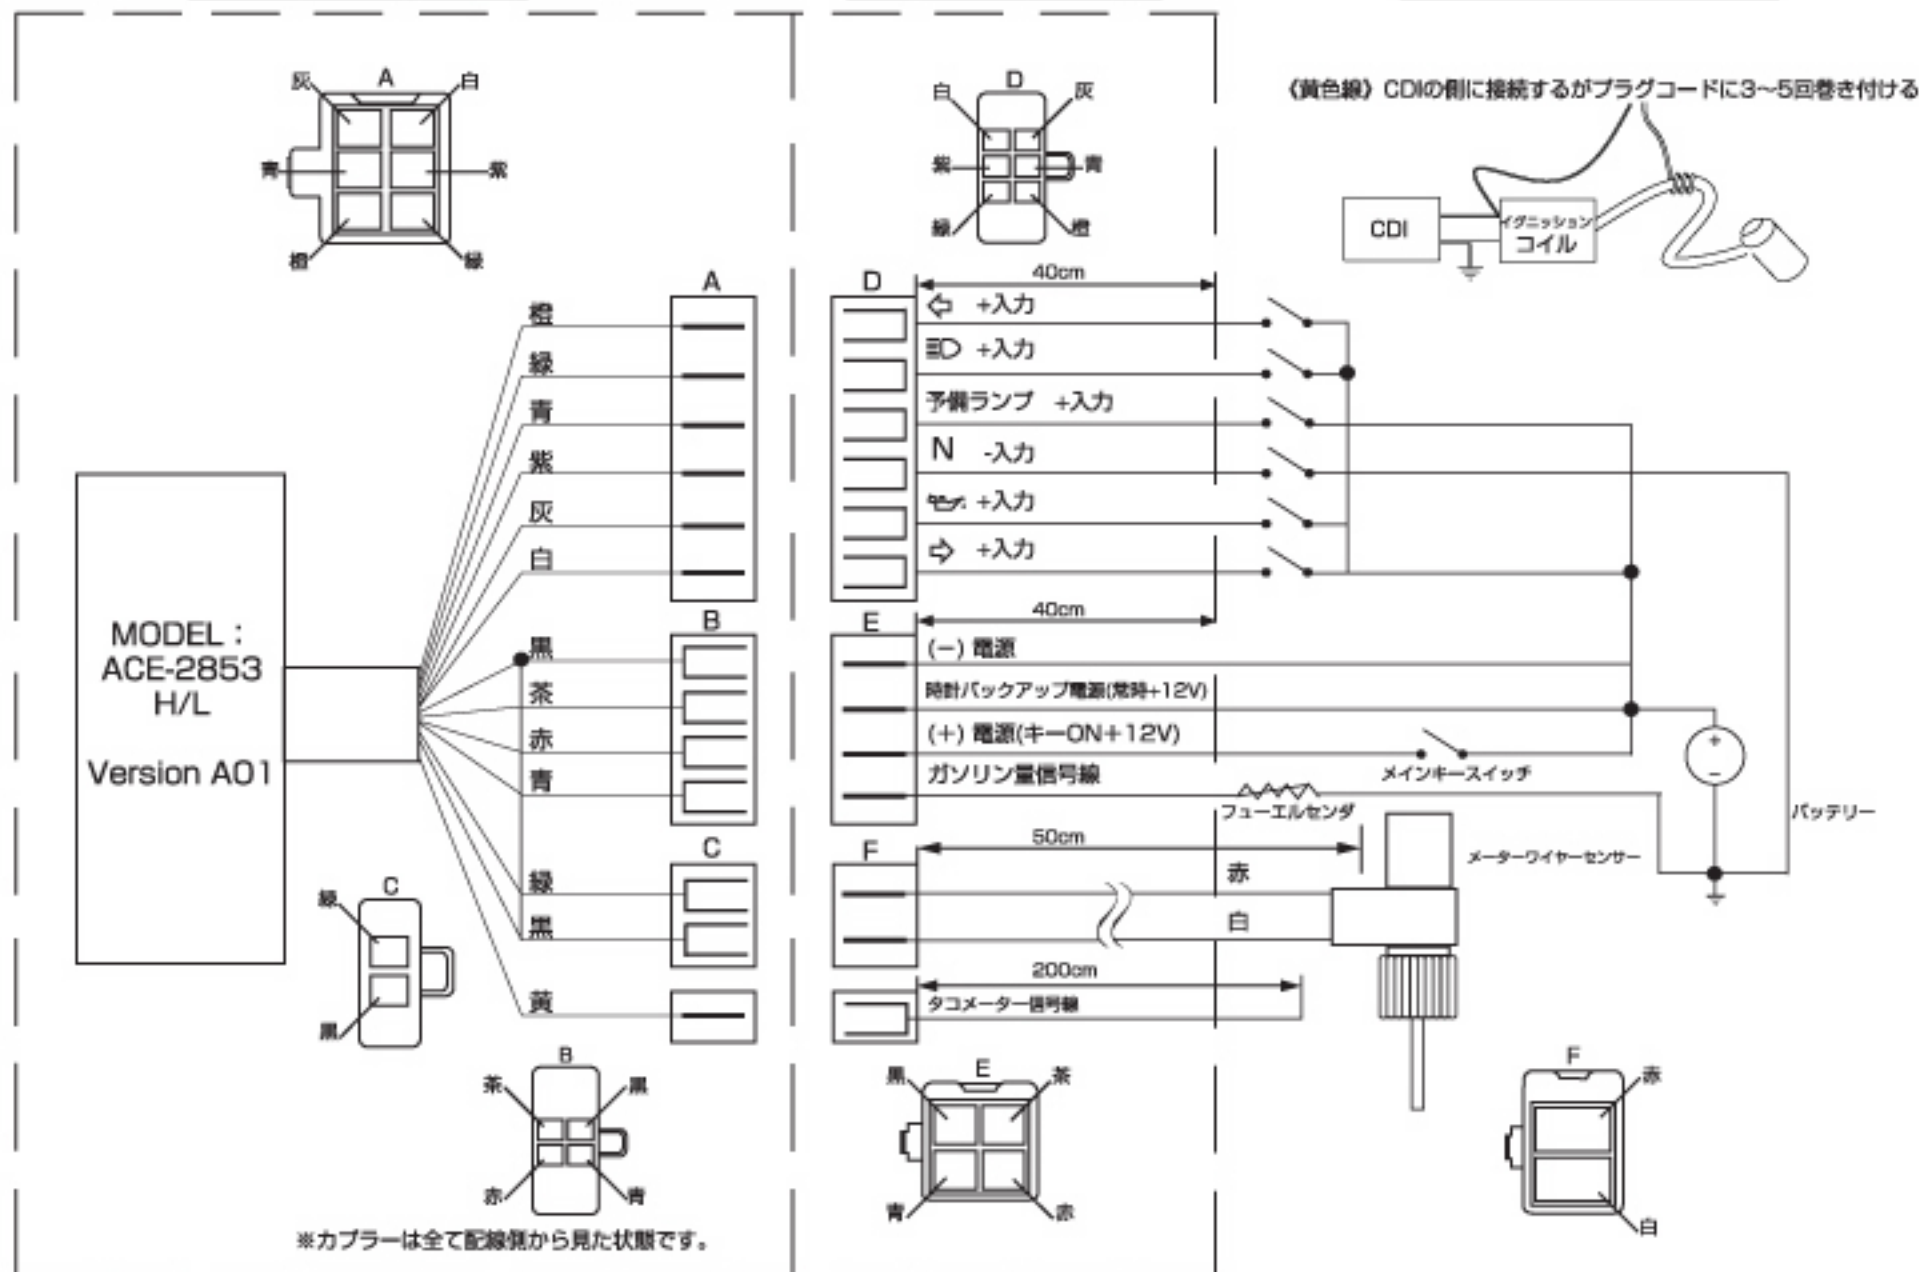 A
灰
白
青
紫
橙
緑
D
白
灰
紫
青
緑
橙
《黄色線》CDIの側に接続するがプラグコードに3~5回巻き付ける
CDI
イグニッション
コイル
A
橙
緑
青
紫
灰
白
D
40cm
+入力
+入力
予備ランプ +入力
N -入力
+入力
+入力
MODEL :
ACE-2853
H/L
Version A01
B
黒
茶
赤
青
E
40cm
(-) 電源
時計バックアップ電源(常時+12V)
(+) 電源(キーON+12V)
ガソリン量信号線
メインキースイッチ
フューエルセンダ
+
-
バッテリー
C
緑
黒
F
50cm
赤
白
メーターワイヤーセンサー
黄
200cm
タコメーター信号線
C
緑
黒
B
茶
黒
赤
青
E
黒
茶
青
赤
F
赤
白
※カプラーは全て配線側から見た状態です。